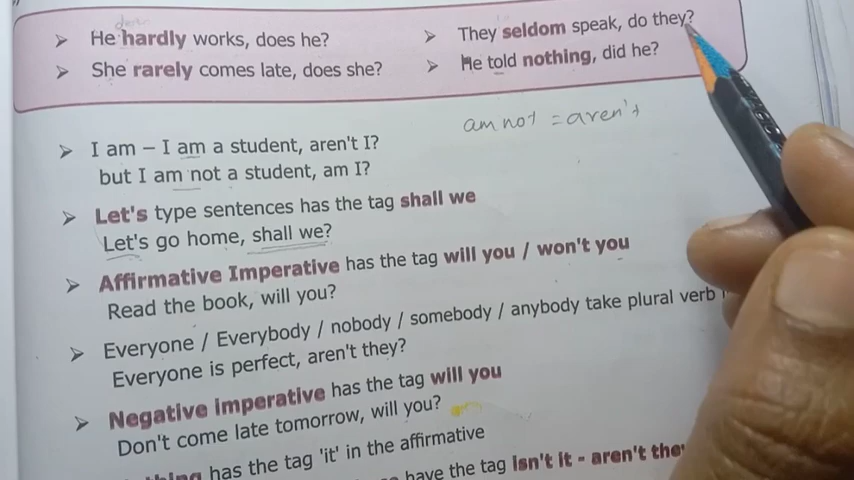 ➢ He hardly works, does he?
➢ They seldom speak, do they?
➢ She rarely comes late, does she?
➢ He told nothing, did he?
am not = aren't
➢ I am – I am a student, aren't I?
but I am not a student, am I?
➢ Let's type sentences has the tag shall we
Let's go home, shall we?
➢ Affirmative Imperative has the tag will you / won't you
Read the book, will you?
➢ Everyone / Everybody / nobody / somebody / anybody take plural verb
Everyone is perfect, aren't they?
➢ Negative imperative has the tag will you
Don't come late tomorrow, will you?
has the tag 'it' in the affirmative
have the tag isn't it - aren't the